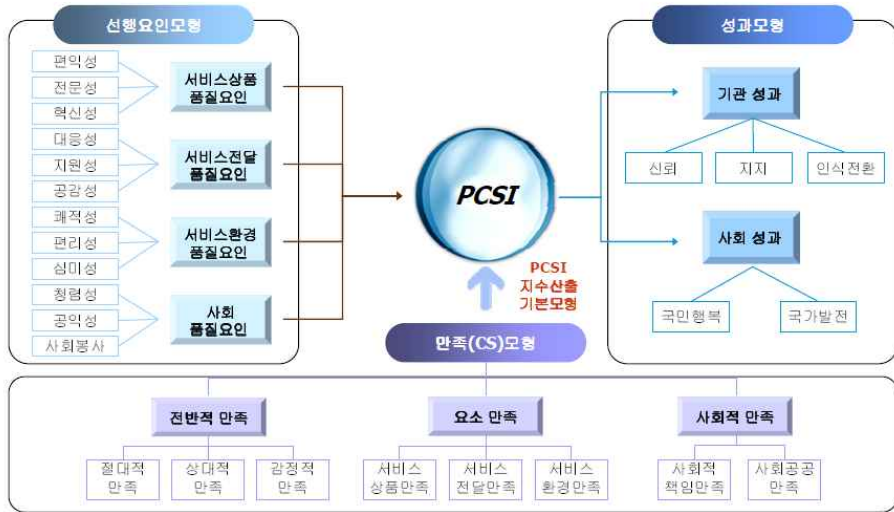 선행요인모형
편익성
전문성
혁신성
서비스상품
품질요인
대응성
지원성
공감성
서비스전달
품질요인
쾌적성
편리성
심미성
서비스환경
품질요인
청렴성
공익성
사회봉사
사회
품질요인
PCSI
PCSI
지수산출
기본모형
성과모형
기관 성과
신뢰
지지
인식전환
사회 성과
국민행복
국가발전
만족(CS)모형
전반적 만족
절대적
만족
상대적
만족
감정적
만족
요소 만족
서비스
상품만족
서비스
전달만족
서비스
환경만족
사회적 만족
사회적
책임만족
사회공공
만족